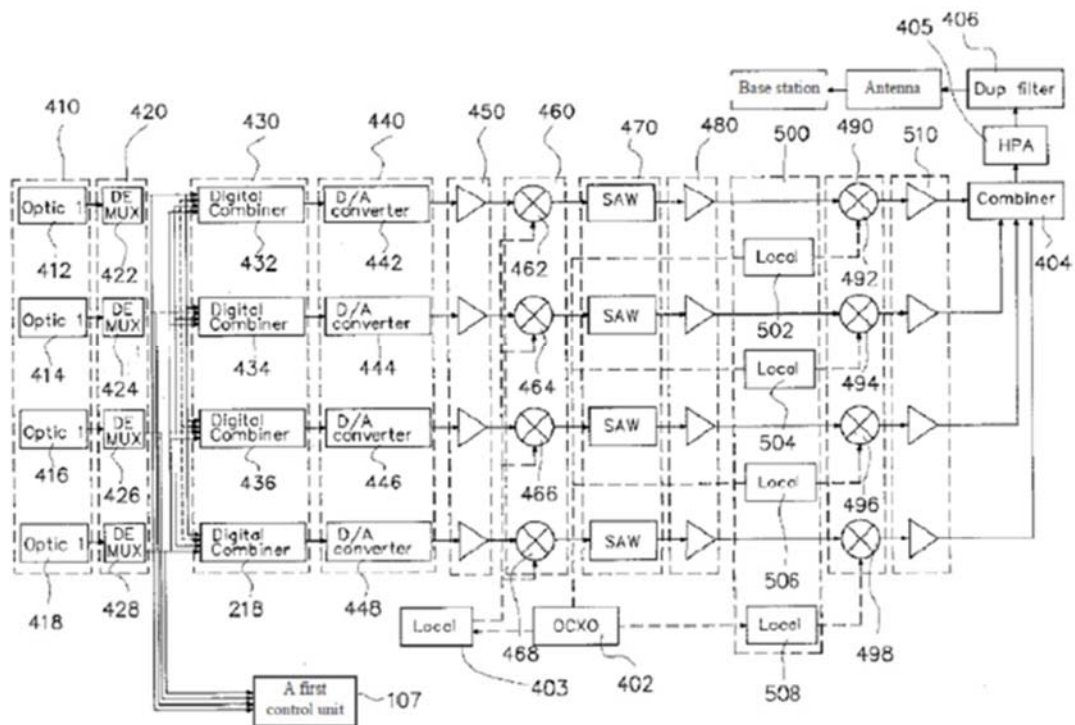 405
406
Base station
Antenna
Dup filter
410
420
430
440
450
460
470
480
500
490
510
HPA
Optic 1
DE
MUX
Digital
Combiner
D/A
converter
SAW
Combiner
412
422
432
442
462
Local
492
404
Optic 1
DE
MUX
Digital
Combiner
D/A
converter
SAW
502
414
424
434
444
464
Local
494
Optic 1
DE
MUX
Digital
Combiner
D/A
converter
SAW
504
416
426
436
446
466
Local
496
Optic 1
DE
MUX
Digital
Combiner
D/A
converter
SAW
506
418
428
218
448
Local
468
OCXO
Local
498
403
402
508
A first
control unit
107